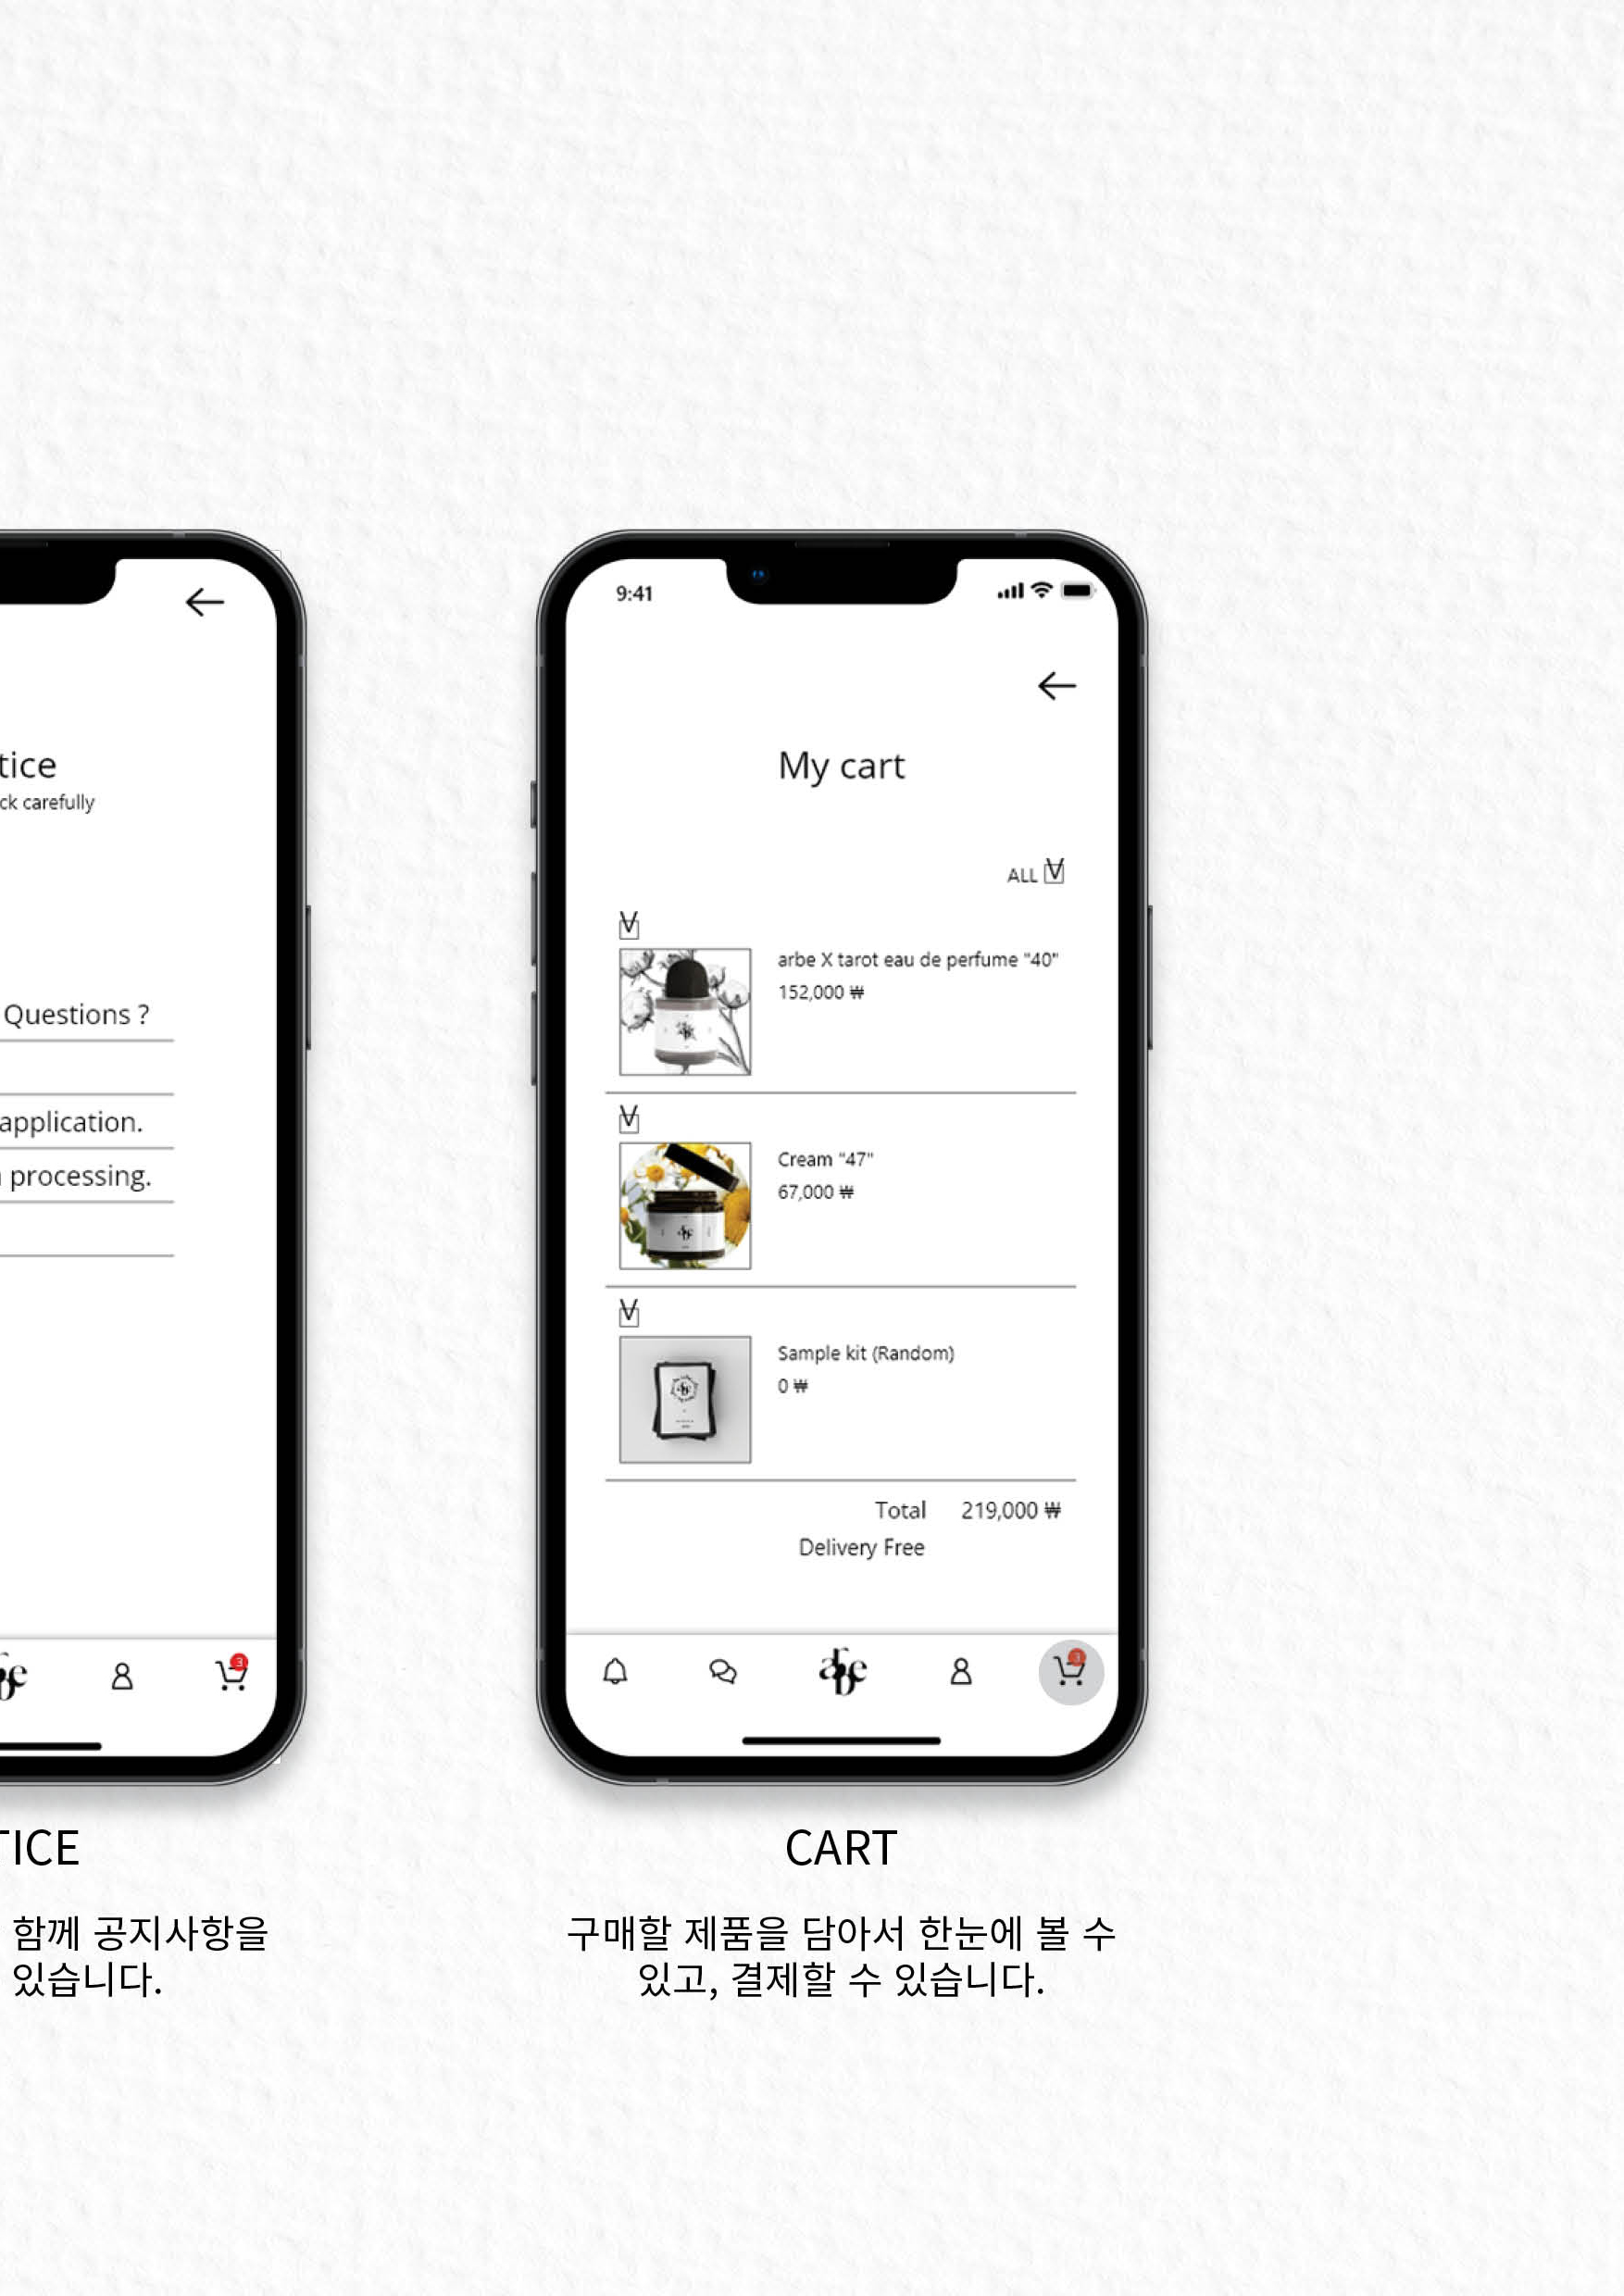 tice
ck carefully
Questions ?
application.
processing.
3
TICE
함께 공지사항을
있습니다.
9:41
My cart
ALL
arbe X tarot eau de perfume "40"
152,000 ₩
Cream "47"
67,000 ₩
Sample kit (Random)
0 ₩
Total 219,000 ₩
Delivery Free
arbe
3
CART
구매할 제품을 담아서 한눈에 볼 수
있고, 결제할 수 있습니다.